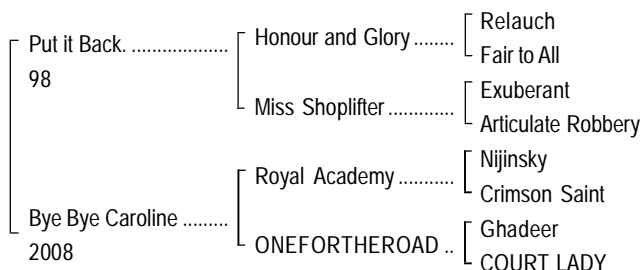 Put it Back. ...................
98
Honour and Glory ........
Relauch
Fair to All
Miss Shoplifter .............
Exuberant
Articulate Robbery
Bye Bye Caroline .........
2008
Royal Academy ...........
Nijinsky
Crimson Saint
ONEFORTHEROAD ..
Ghadeer
COURT LADY